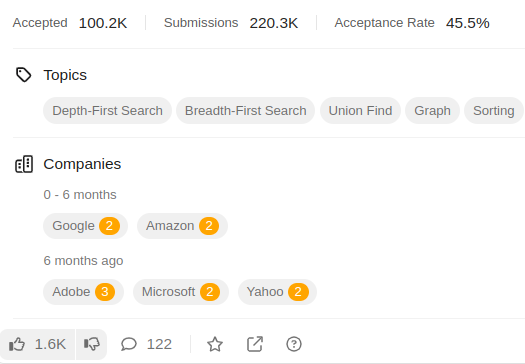 Accepted 100.2K Submissions 220.3K Acceptance Rate 45.5%
Topics
Depth-First Search Breadth-First Search Union Find Graph Sorting
Companies
0 - 6 months
Google 2 Amazon 2
6 months ago
Adobe 3 Microsoft 2 Yahoo 2
1.6K 122